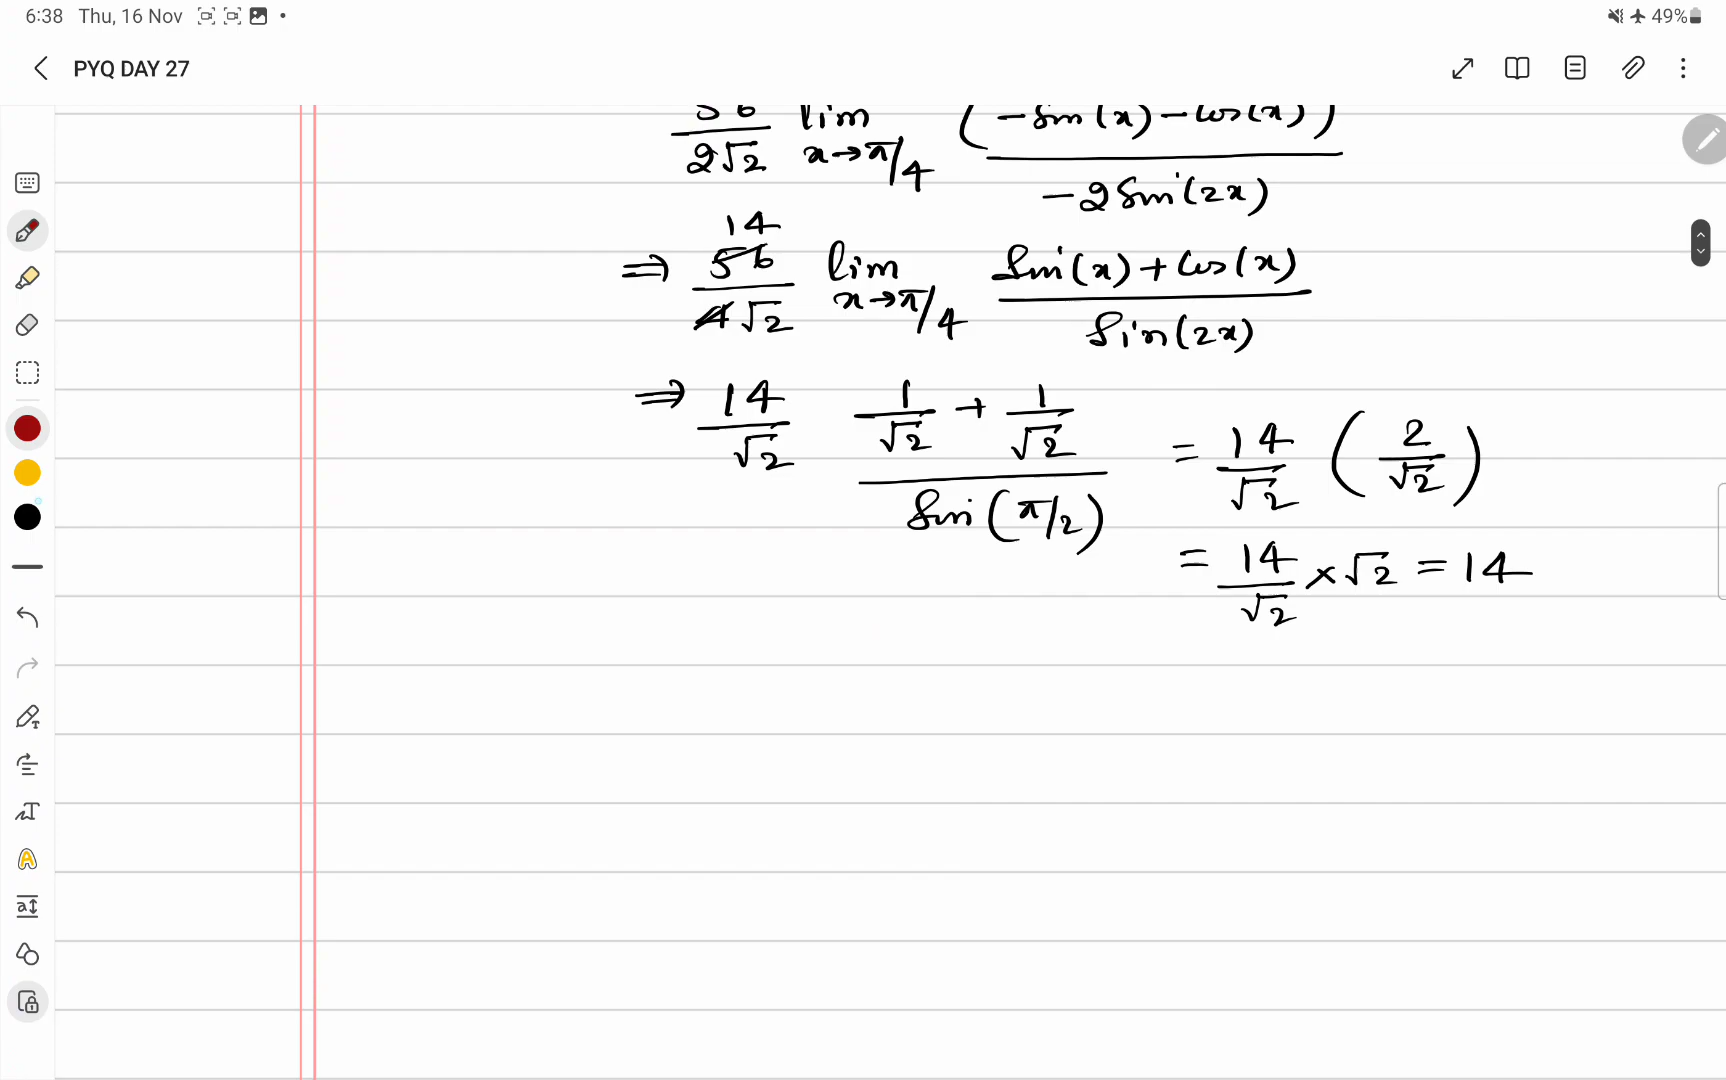 6:38 Thu, 16 Nov 49%
PYQ DAY 27
56/2√2 lim x→π/4 (-Sin(x)-Cos(x))/-2Sin(2x)
14
⇒ 56/4√2 lim x→π/4 Sin(x)+Cos(x)/Sin(2x)
⇒ 14/√2 1/√2 + 1/√2 / Sin(π/2) = 14/√2 (2/√2)
= 14/√2 × √2 = 14